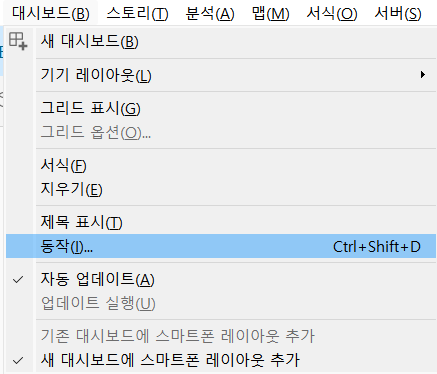 대시보드(B) 스토리(T) 분석(A) 맵(M) 서식(O) 서버(S)
새 대시보드(B)
기기 레이아웃(L)
그리드 표시(G)
그리드 옵션(O)...
서식(F)
지우기(E)
제목 표시(T)
동작(I)... Ctrl+Shift+D
자동 업데이트(A)
업데이트 실행(U)
기존 대시보드에 스마트폰 레이아웃 추가
새 대시보드에 스마트폰 레이아웃 추가